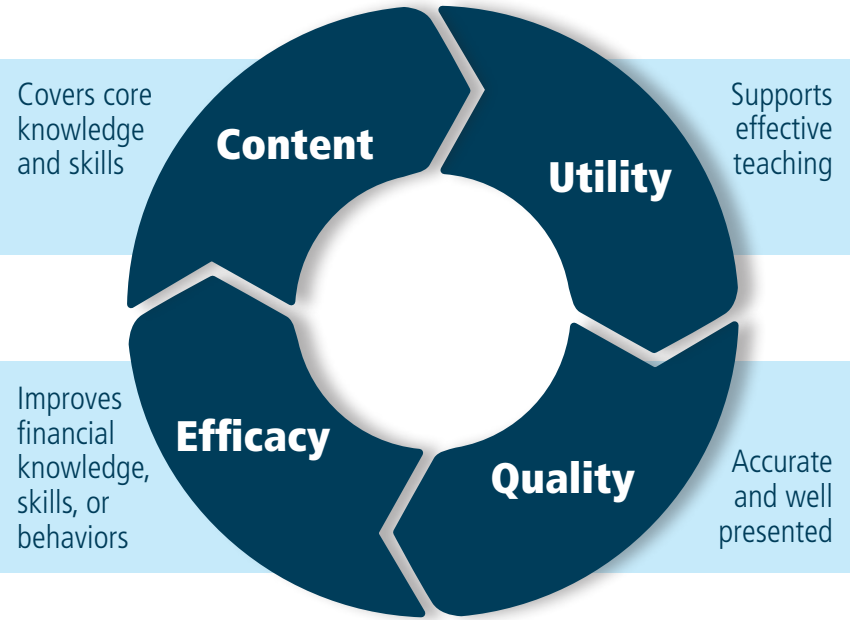 Covers core
knowledge
and skills
Content
Utility
Supports
effective
teaching
Improves
financial
knowledge,
skills, or
behaviors
Efficacy
Quality
Accurate
and well
presented